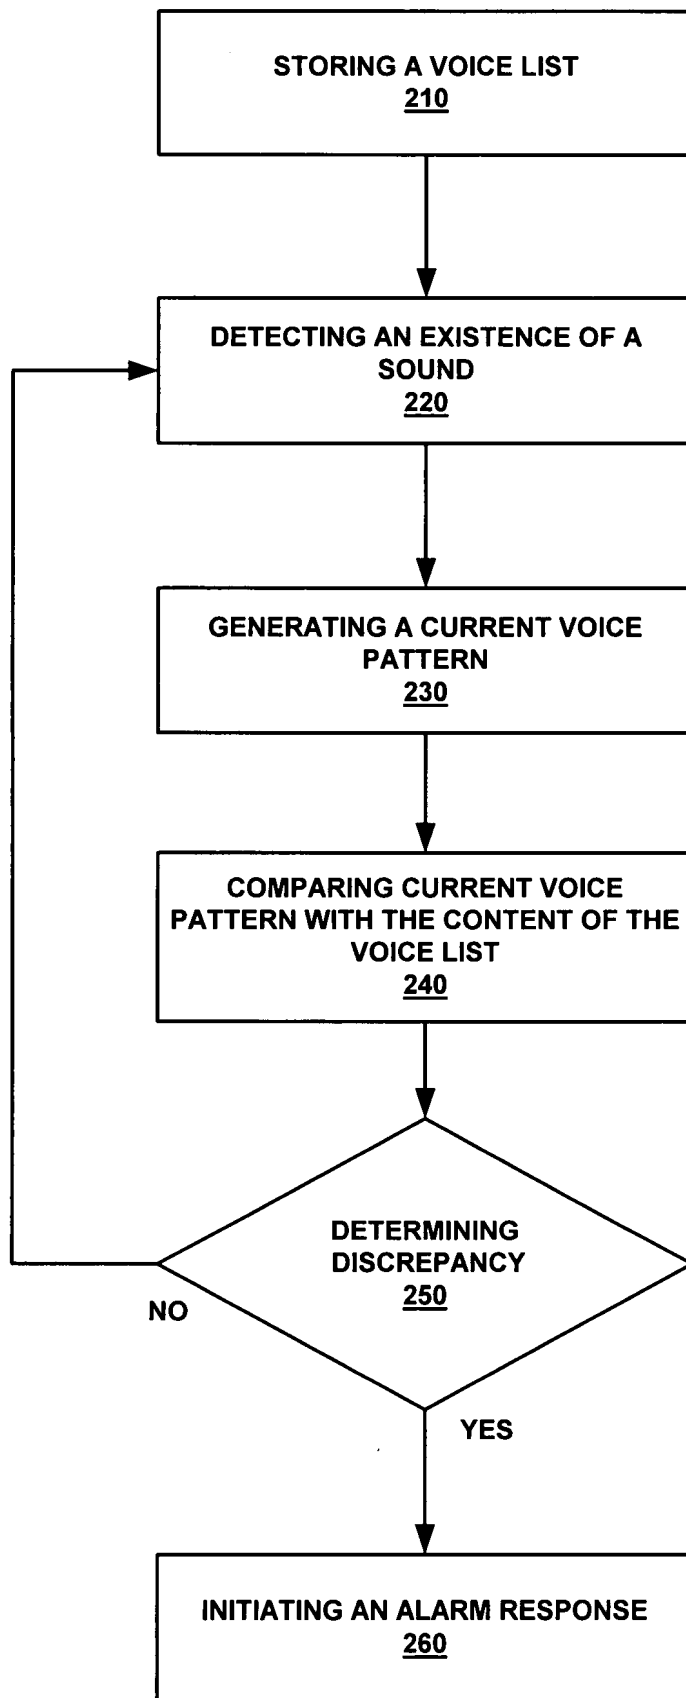 STORING A VOICE LIST
210
DETECTING AN EXISTENCE OF A
SOUND
220
GENERATING A CURRENT VOICE
PATTERN
230
COMPARING CURRENT VOICE
PATTERN WITH THE CONTENT OF THE
VOICE LIST
240
DETERMINING
DISCREPANCY
250
NO
YES
INITIATING AN ALARM RESPONSE
260